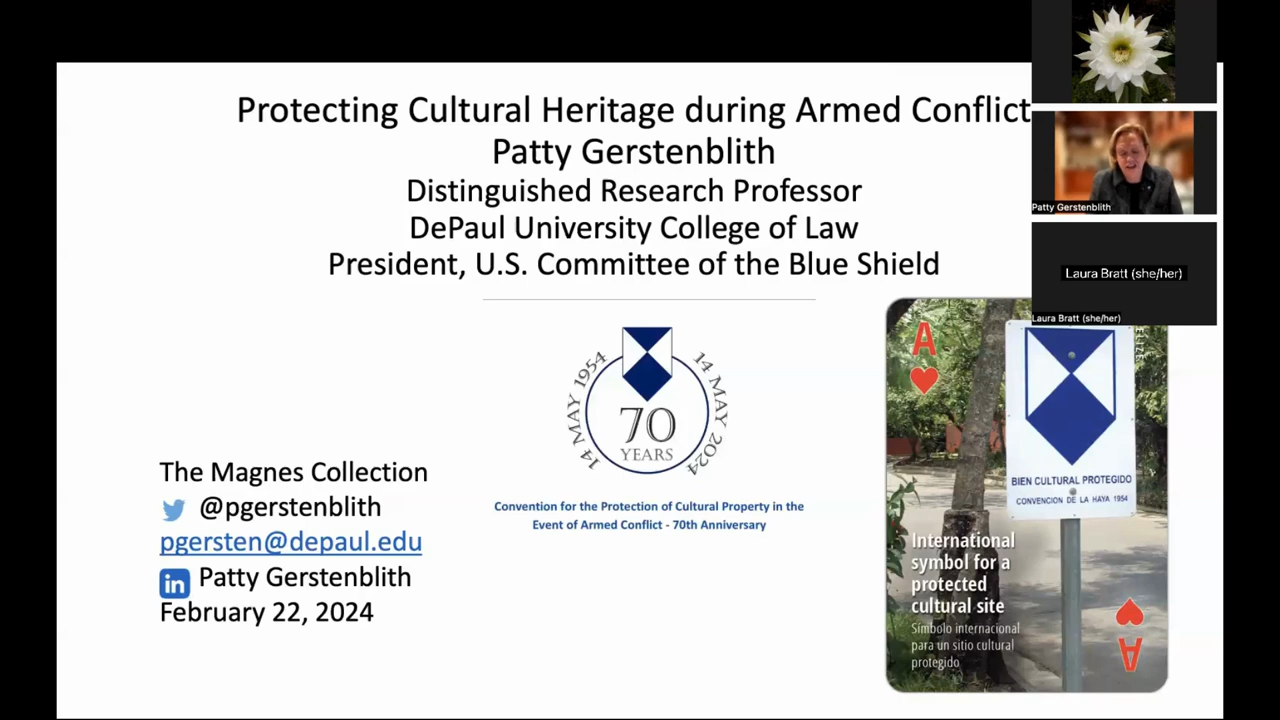 Protecting Cultural Heritage during Armed Conflict
Patty Gerstenblith
Distinguished Research Professor
DePaul University College of Law
President, U.S. Committee of the Blue Shield
Patty Gerstenblith
Laura Bratt (she/her)
Laura Bratt (she/her)
14 MAY 1954
14 MAY 2024
70
YEARS
Convention for the Protection of Cultural Property in the
Event of Armed Conflict - 70th Anniversary
The Magnes Collection
@pgerstenblith
pgersten@depaul.edu
in Patty Gerstenblith
February 22, 2024
A
BIEN CULTURAL PROTEGIDO
CONVENCION DE LA HAYA 1954
International
symbol for a
protected
cultural site
Símbolo internacional
para un sitio cultural
protegido
A